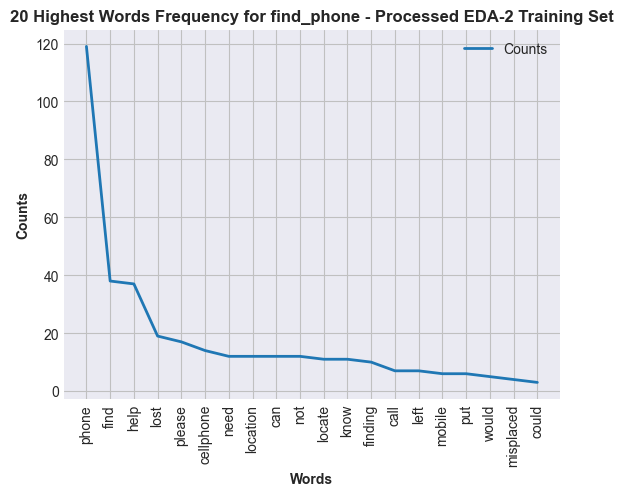 20 Highest Words Frequency for find_phone - Processed EDA-2 Training Set
Counts
120
100
80
60
40
20
0
Counts
phone
find
help
lost
please
cellphone
need
location
can
not
locate
know
finding
call
left
mobile
put
would
misplaced
could
Words